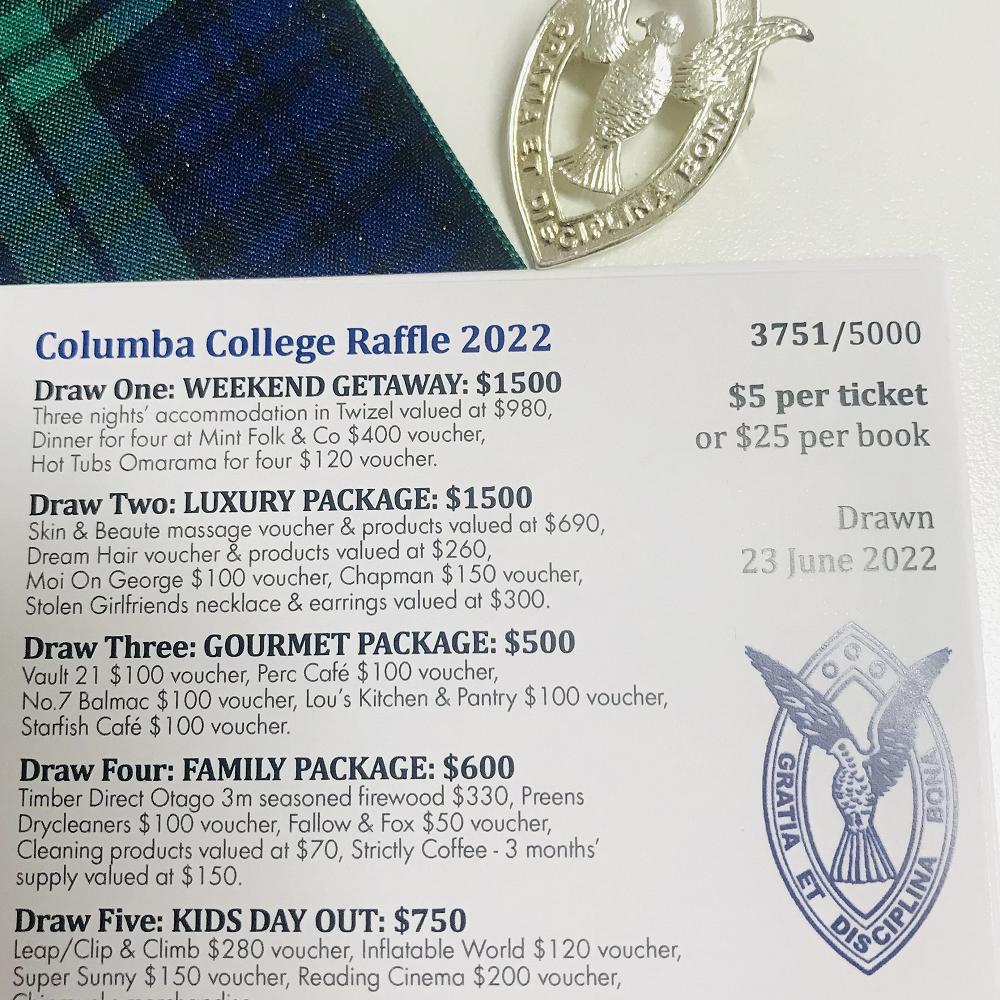 GRATIA ET DISCIPLINA BONA
Columba College Raffle 2022
3751/5000
Draw One: WEEKEND GETAWAY: $1500
Three nights' accommodation in Twizel valued at $980,
Dinner for four at Mint Folk & Co $400 voucher,
Hot Tubs Omarama for four $120 voucher.
$5 per ticket
or $25 per book
Draw Two: LUXURY PACKAGE: $1500
Skin & Beaute massage voucher & products valued at $690,
Dream Hair voucher & products valued at $260,
Moi On George $100 voucher, Chapman $150 voucher,
Stolen Girlfriends necklace & earrings valued at $300.
Drawn
23 June 2022
Draw Three: GOURMET PACKAGE: $500
Vault 21 $100 voucher, Perc Café $100 voucher,
No.7 Balmac $100 voucher, Lou's Kitchen & Pantry $100 voucher,
Starfish Café $100 voucher.
Draw Four: FAMILY PACKAGE: $600
Timber Direct Otago 3m seasoned firewood $330, Preens
Drycleaners $100 voucher, Fallow & Fox $50 voucher,
Cleaning products valued at $70, Strictly Coffee - 3 months'
supply valued at $150.
Draw Five: KIDS DAY OUT: $750
Leap/Clip & Climb $280 voucher, Inflatable World $120 voucher,
Super Sunny $150 voucher, Reading Cinema $200 voucher,
GRATIA ET DISCIPLINA BONA